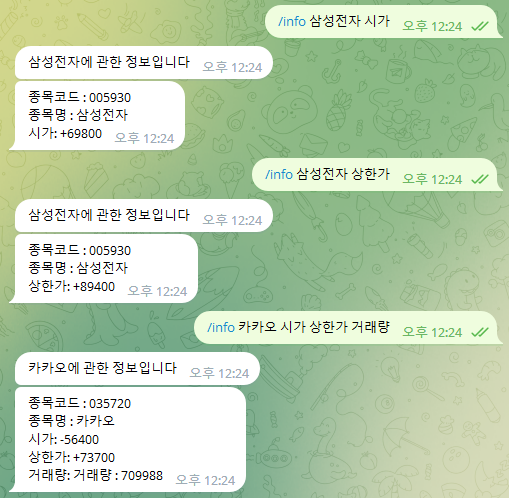 /info 삼성전자 시가 오후 12:24
삼성전자에 관한 정보입니다 오후 12:24
종목코드 : 005930
종목명 : 삼성전자
시가: +69800 오후 12:24
/info 삼성전자 상한가 오후 12:24
삼성전자에 관한 정보입니다 오후 12:24
종목코드 : 005930
종목명 : 삼성전자
상한가: +89400 오후 12:24
/info 카카오 시가 상한가 거래량 오후 12:24
카카오에 관한 정보입니다 오후 12:24
종목코드 : 035720
종목명 : 카카오
시가: -56400
상한가: +73700
거래량: 거래량 : 709988 오후 12:24